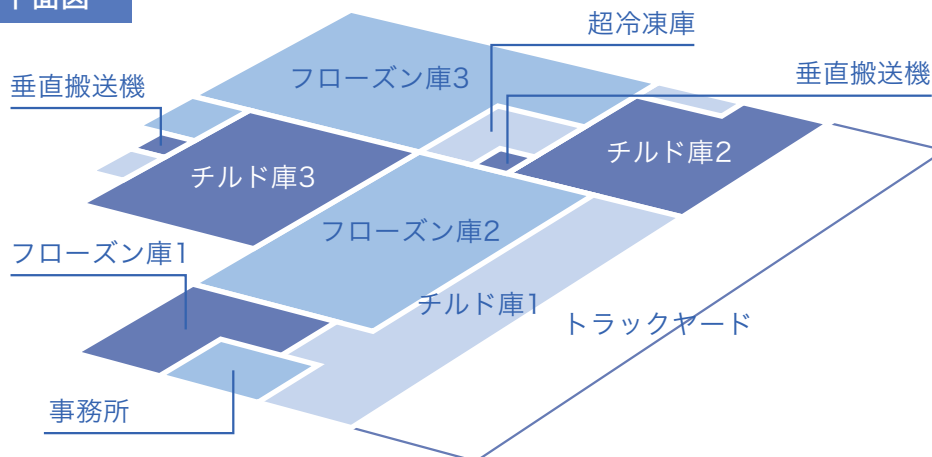 平面図
超冷凍庫
垂直搬送機
フローズン庫3
垂直搬送機
チルド庫2
チルド庫3
フローズン庫2
フローズン庫1
チルド庫1
トラックヤード
事務所